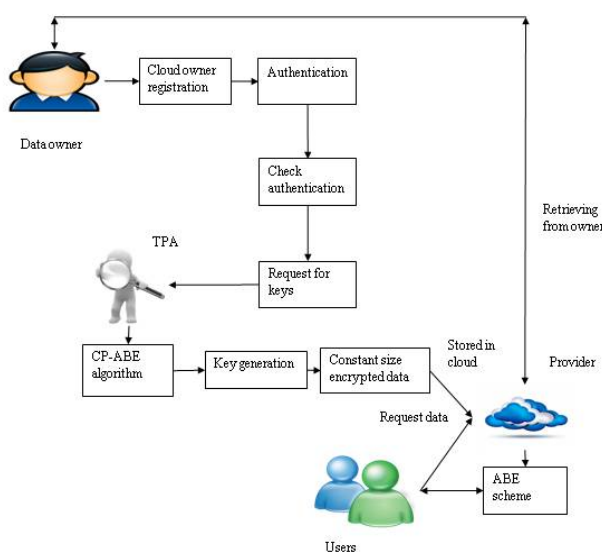 Cloud owner
registration
Authentication
Data owner
Check
authentication
Retrieving
from owner
TPA
Request for
keys
Stored in
cloud
Provider
CP-ABE
algorithm
Key generation
Constant size
encrypted data
Request data
ABE
scheme
Users